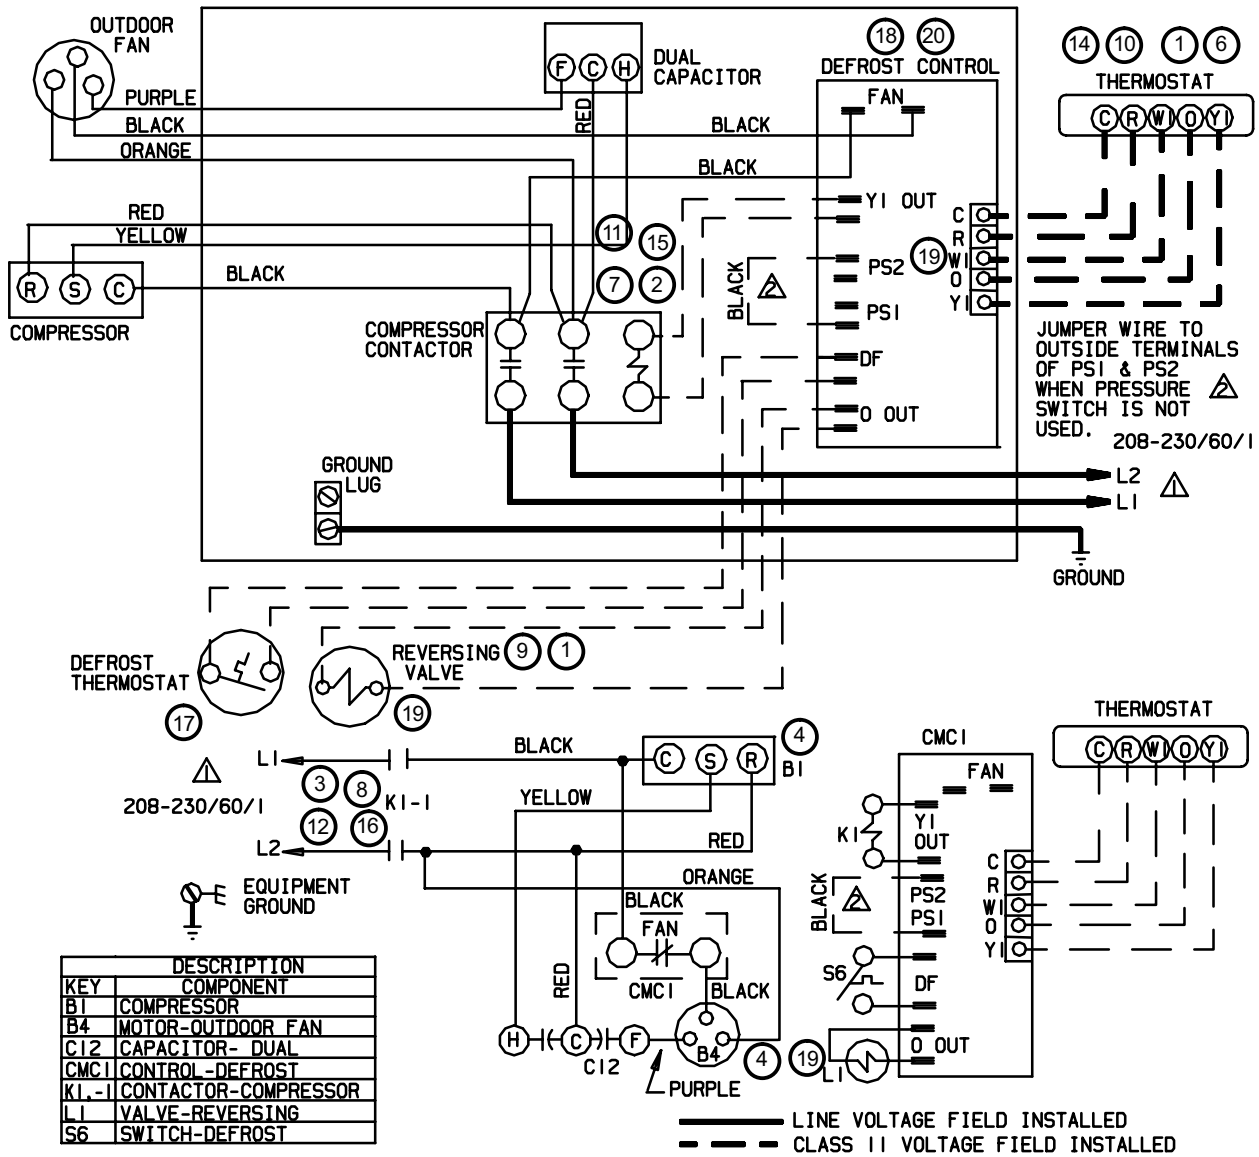 OUTDOOR
FAN
PURPLE
BLACK
ORANGE
RED
YELLOW
BLACK
R S C
COMPRESSOR
F C H
DUAL
CAPACITOR
RED
BLACK
BLACK
11 15
7 2
COMPRESSOR
CONTACTOR
GROUND
LUG
18 20
DEFROST CONTROL
FAN
Y1 OUT
PS2
PS1
BLACK
2
DF
O OUT
19
C
R
W1
O
Y1
14 10 1 6
THERMOSTAT
C R W1 O Y1
JUMPER WIRE TO
OUTSIDE TERMINALS
OF PS1 & PS2
WHEN PRESSURE 2
SWITCH IS NOT
USED.
208-230/60/1
L2
L1
1
GROUND
DEFROST
THERMOSTAT
17
REVERSING
VALVE
9 1
19
L1
1
208-230/60/1
3 8
K1-1
12 16
L2
BLACK
YELLOW
RED
C S R
B1
4
ORANGE
EQUIPMENT
GROUND
BLACK
FAN
CMC1
RED
BLACK
H C F
C12
B4
4
PURPLE
19
L1
CMC1
FAN
K1
Y1
OUT
BLACK
2
PS2
PS1
S6
DF
O OUT
C
R
W1
O
Y1
THERMOSTAT
C R W1 O Y1
DESCRIPTION
KEY COMPONENT
B1 COMPRESSOR
B4 MOTOR-OUTDOOR FAN
C12 CAPACITOR- DUAL
CMC1 CONTROL-DEFROST
K1,-1 CONTACTOR-COMPRESSOR
L1 VALVE-REVERSING
S6 SWITCH-DEFROST
LINE VOLTAGE FIELD INSTALLED
CLASS II VOLTAGE FIELD INSTALLED